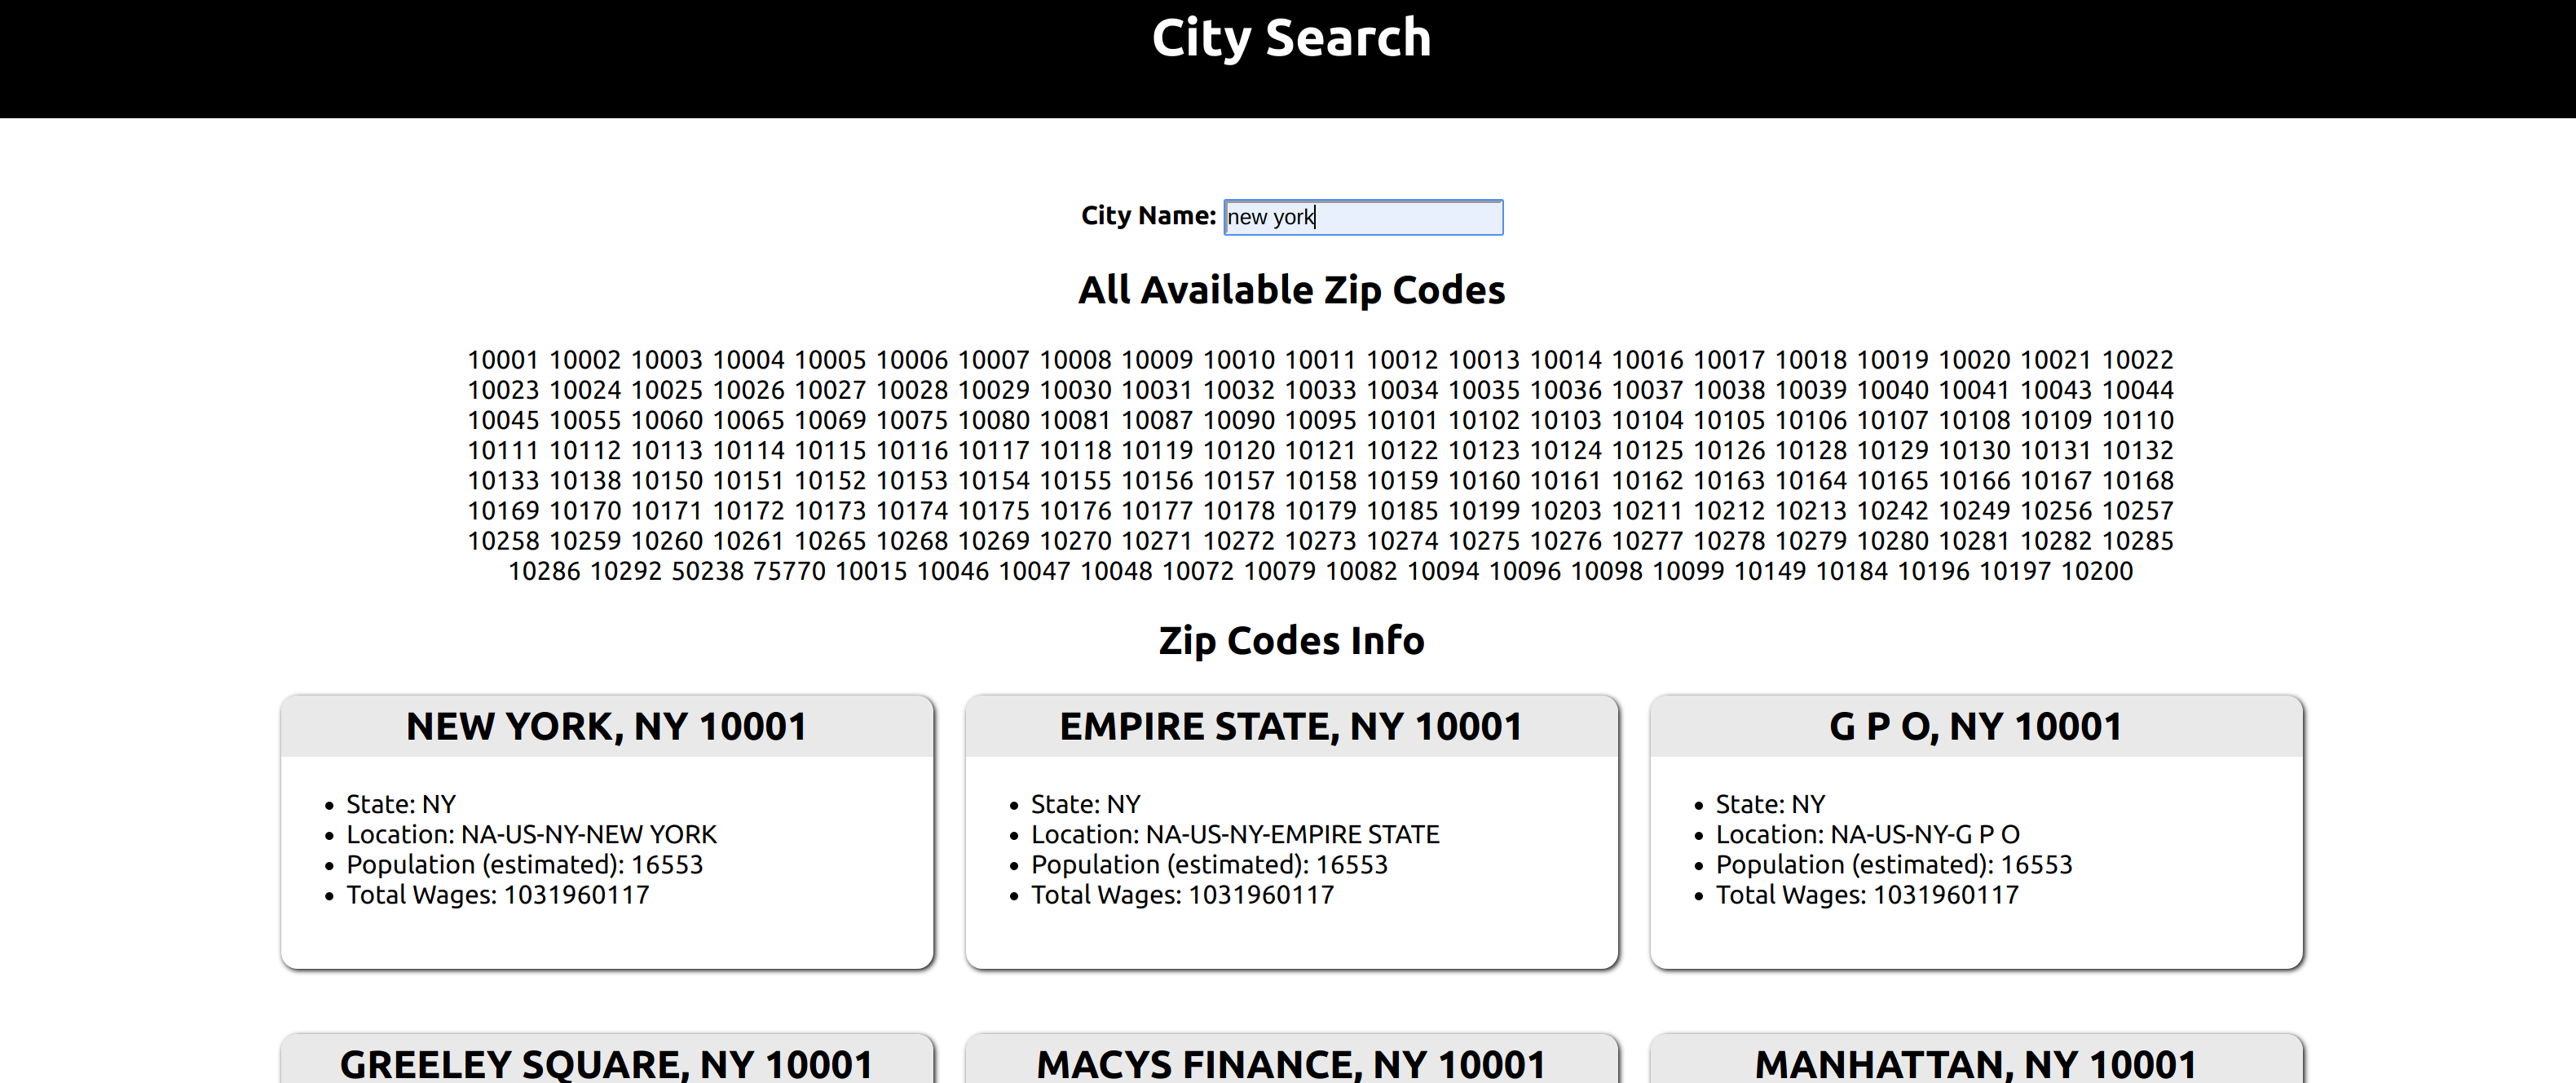 City Search
City Name: new york
All Available Zip Codes
10001 10002 10003 10004 10005 10006 10007 10008 10009 10010 10011 10012 10013 10014 10016 10017 10018 10019 10020 10021 10022
10023 10024 10025 10026 10027 10028 10029 10030 10031 10032 10033 10034 10035 10036 10037 10038 10039 10040 10041 10043 10044
10045 10055 10060 10065 10069 10075 10080 10081 10087 10090 10095 10101 10102 10103 10104 10105 10106 10107 10108 10109 10110
10111 10112 10113 10114 10115 10116 10117 10118 10119 10120 10121 10122 10123 10124 10125 10126 10128 10129 10130 10131 10132
10133 10138 10150 10151 10152 10153 10154 10155 10156 10157 10158 10159 10160 10161 10162 10163 10164 10165 10166 10167 10168
10169 10170 10171 10172 10173 10174 10175 10176 10177 10178 10179 10185 10199 10203 10211 10212 10213 10242 10249 10256 10257
10258 10259 10260 10261 10265 10268 10269 10270 10271 10272 10273 10274 10275 10276 10277 10278 10279 10280 10281 10282 10285
10286 10292 50238 75770 10015 10046 10047 10048 10072 10079 10082 10094 10096 10098 10099 10149 10184 10196 10197 10200
Zip Codes Info
NEW YORK, NY 10001
• State: NY
• Location: NA-US-NY-NEW YORK
• Population (estimated): 16553
• Total Wages: 1031960117
EMPIRE STATE, NY 10001
• State: NY
• Location: NA-US-NY-EMPIRE STATE
• Population (estimated): 16553
• Total Wages: 1031960117
G P O, NY 10001
• State: NY
• Location: NA-US-NY-G P O
• Population (estimated): 16553
• Total Wages: 1031960117
GREELEY SQUARE, NY 10001
MACYS FINANCE, NY 10001
MANHATTAN, NY 10001